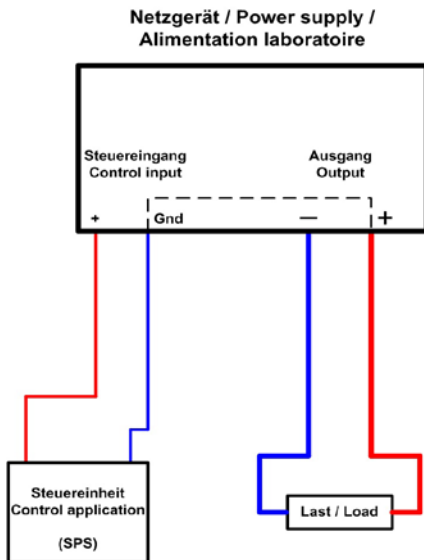 Netzgerät / Power supply /
Alimentation laboratoire
Steuereingang
Control input
Ausgang
Output
+
Gnd
—
+
Steuereinheit
Control application
(SPS)
Last / Load